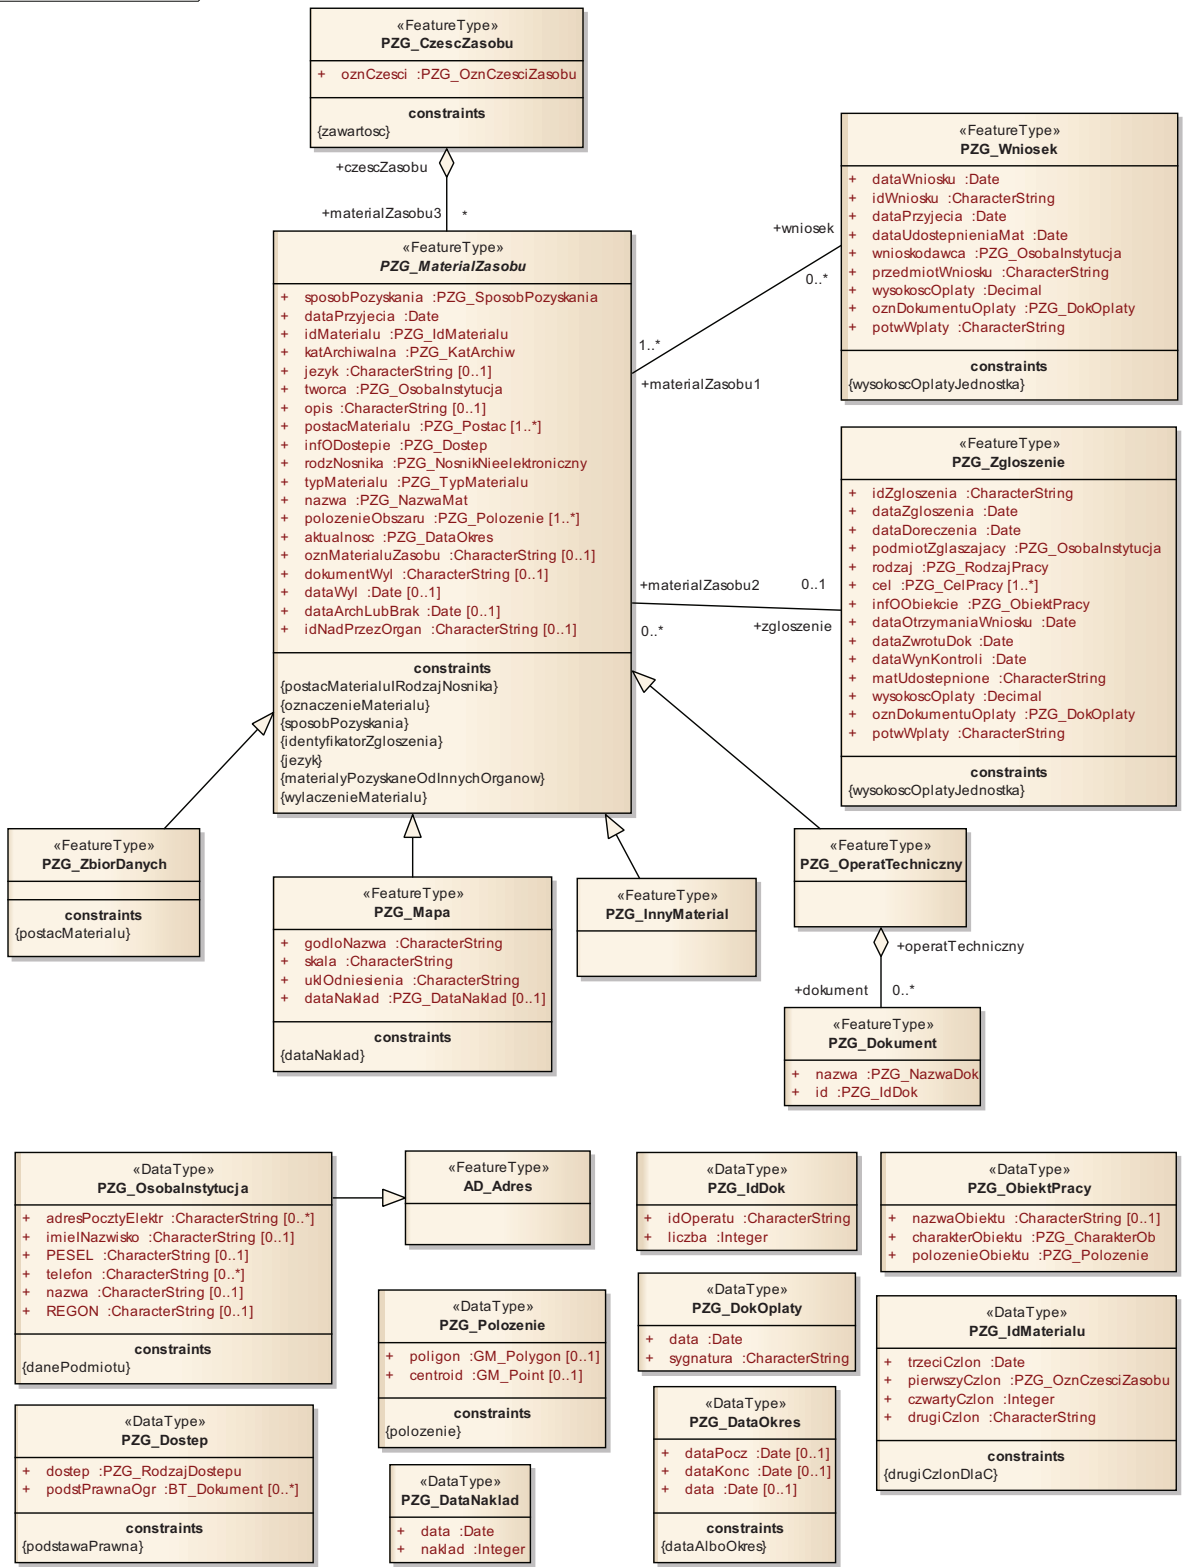 «FeatureType»
PZG_CzescZasobu
+ oznCzesci :PZG_OznCzesciZasobu
constraints
{zawartosc}
+czescZasobu
+materialZasobu3 *
«FeatureType»
PZG_MaterialZasobu
+ sposobPozyskania :PZG_SposobPozyskania
+ dataPrzyjecia :Date
+ idMaterialu :PZG_IdMaterialu
+ katArchiwalna :PZG_KatArchiw
+ jezyk :CharacterString [0..1]
+ tworca :PZG_OsobaInstytucja
+ opis :CharacterString [0..1]
+ postacMaterialu :PZG_Postac [1..*]
+ infODostepie :PZG_Dostep
+ rodzNosnika :PZG_NosnikNieelektroniczny
+ typMaterialu :PZG_TypMaterialu
+ nazwa :PZG_NazwaMat
+ polozenieObszaru :PZG_Polozenie [1..*]
+ aktualnosc :PZG_DataOkres
+ oznMaterialuZasobu :CharacterString [0..1]
+ dokumentWyl :CharacterString [0..1]
+ dataWyl :Date [0..1]
+ dataArchLubBrak :Date [0..1]
+ idNadPrzezOrgan :CharacterString [0..1]
constraints
{postacMaterialuIRodzajNosnika}
{oznaczenieMaterialu}
{sposobPozyskania}
{identyfikatorZgloszenia}
{jezyk}
{materialyPozyskaneOdInnychOrganow}
{wylaczenieMaterialu}
+wniosek
0..*
1..*
+materialZasobu1
«FeatureType»
PZG_Wniosek
+ dataWniosku :Date
+ idWniosku :CharacterString
+ dataPrzyjecia :Date
+ dataUdostepnieniaMat :Date
+ wnioskodawca :PZG_OsobaInstytucja
+ przedmiotWniosku :CharacterString
+ wysokoscOplaty :Decimal
+ oznDokumentuOplaty :PZG_DokOplaty
+ potwWplaty :CharacterString
constraints
{wysokoscOplatyJednostka}
+materialZasobu2 0..1
0..* +zgloszenie
«FeatureType»
PZG_Zgloszenie
+ idZgloszenia :CharacterString
+ dataZgloszenia :Date
+ dataDoreczenia :Date
+ podmiotZglaszajacy :PZG_OsobaInstytucja
+ rodzaj :PZG_RodzajPracy
+ cel :PZG_CelPracy [1..*]
+ infOObiekcie :PZG_ObiektPracy
+ dataOtrzymaniaWniosku :Date
+ dataZwrotuDok :Date
+ dataWynKontroli :Date
+ matUdostepnione :CharacterString
+ wysokoscOplaty :Decimal
+ oznDokumentuOplaty :PZG_DokOplaty
+ potwWplaty :CharacterString
constraints
{wysokoscOplatyJednostka}
«FeatureType»
PZG_ZbiorDanych
constraints
{postacMaterialu}
«FeatureType»
PZG_Mapa
+ godloNazwa :CharacterString
+ skala :CharacterString
+ uklOdniesienia :CharacterString
+ dataNaklad :PZG_DataNaklad [0..1]
constraints
{dataNaklad}
«FeatureType»
PZG_InnyMaterial
«FeatureType»
PZG_OperatTechniczny
+operatTechniczny
+dokument 0..*
«FeatureType»
PZG_Dokument
+ nazwa :PZG_NazwaDok
+ id :PZG_IdDok
«DataType»
PZG_OsobaInstytucja
+ adresPocztyElektr :CharacterString [0..*]
+ imieINazwisko :CharacterString [0..1]
+ PESEL :CharacterString [0..1]
+ telefon :CharacterString [0..*]
+ nazwa :CharacterString [0..1]
+ REGON :CharacterString [0..1]
constraints
{danePodmiotu}
«FeatureType»
AD_Adres
«DataType»
PZG_IdDok
+ idOperatu :CharacterString
+ liczba :Integer
«DataType»
PZG_ObiektPracy
+ nazwaObiektu :CharacterString [0..1]
+ charakterObiektu :PZG_CharakterOb
+ polozenieObiektu :PZG_Polozenie
«DataType»
PZG_Polozenie
+ poligon :GM_Polygon [0..1]
+ centroid :GM_Point [0..1]
constraints
{polozenie}
«DataType»
PZG_DokOplaty
+ data :Date
+ sygnatura :CharacterString
«DataType»
PZG_IdMaterialu
+ trzeciCzlon :Date
+ pierwszyCzlon :PZG_OznCzesciZasobu
+ czwartyCzlon :Integer
+ drugiCzlon :CharacterString
constraints
{drugiCzlonDlaC}
«DataType»
PZG_Dostep
+ dostep :PZG_RodzajDostepu
+ podstPrawnaOgr :BT_Dokument [0..*]
constraints
{podstawaPrawna}
«DataType»
PZG_DataNaklad
+ data :Date
+ naklad :Integer
«DataType»
PZG_DataOkres
+ dataPocz :Date [0..1]
+ dataKonc :Date [0..1]
+ data :Date [0..1]
constraints
{dataAlboOkres}